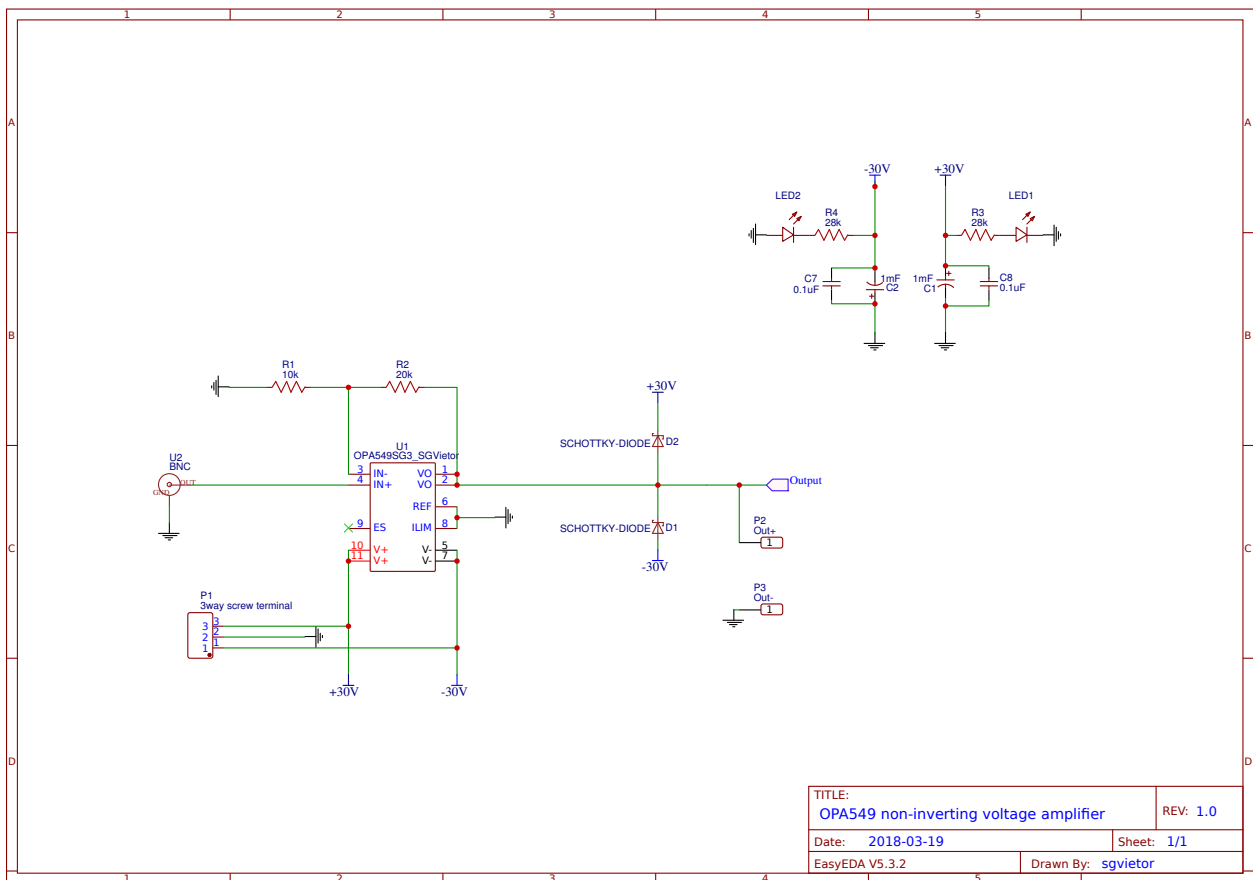 1 2 3 4 5
A A
-30V +30V
LED2 LED1
R4
28k
R3
28k
C7
0.1uF
1mF
C2
+
1mF
C1
+
C8
0.1uF
B B
R1
10k
R2
20k
+30V
SCHOTTKY-DIODE D2
U1
OPA549SG3_SGVietor
U2
BNC
OUT
GND
3 IN- VO 1
4 IN+ VO 2
REF 6
9 ES ILIM 8
10 V+ V- 5
11 V+ V- 7
Output
SCHOTTKY-DIODE D1
-30V
P2
Out+
1
C C
P3
Out-
1
P1
3way screw terminal
3 3
2 2
1 1
+30V -30V
D D
TITLE:
OPA549 non-inverting voltage amplifier
REV: 1.0
Date: 2018-03-19
Sheet: 1/1
EasyEDA V5.3.2
Drawn By: sgvietor
1 2 3 4 5